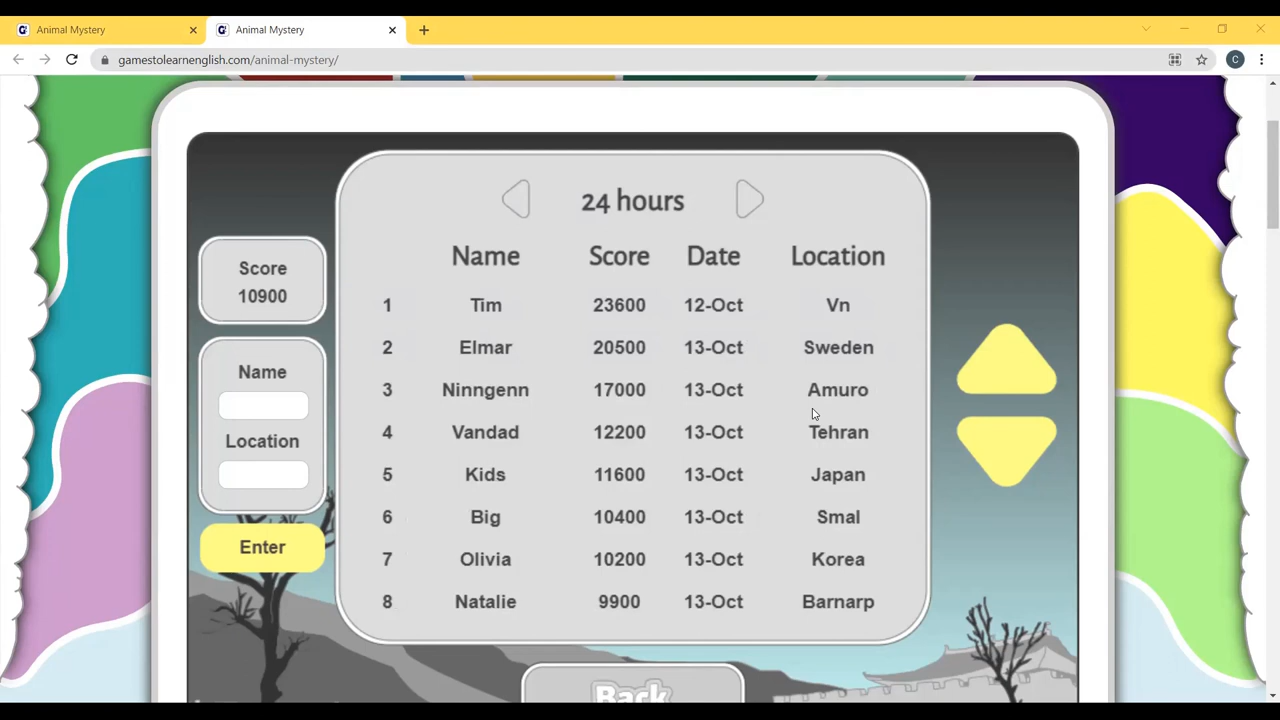 Animal Mystery
Animal Mystery
gamestolearnenglish.com/animal-mystery/
C
24 hours
Name Score Date Location
1 Tim 23600 12-Oct Vn
2 Elmar 20500 13-Oct Sweden
3 Ninngenn 17000 13-Oct Amuro
4 Vandad 12200 13-Oct Tehran
5 Kids 11600 13-Oct Japan
6 Big 10400 13-Oct Smal
7 Olivia 10200 13-Oct Korea
8 Natalie 9900 13-Oct Barnarp
Score
10900
Name
Location
Enter
Back